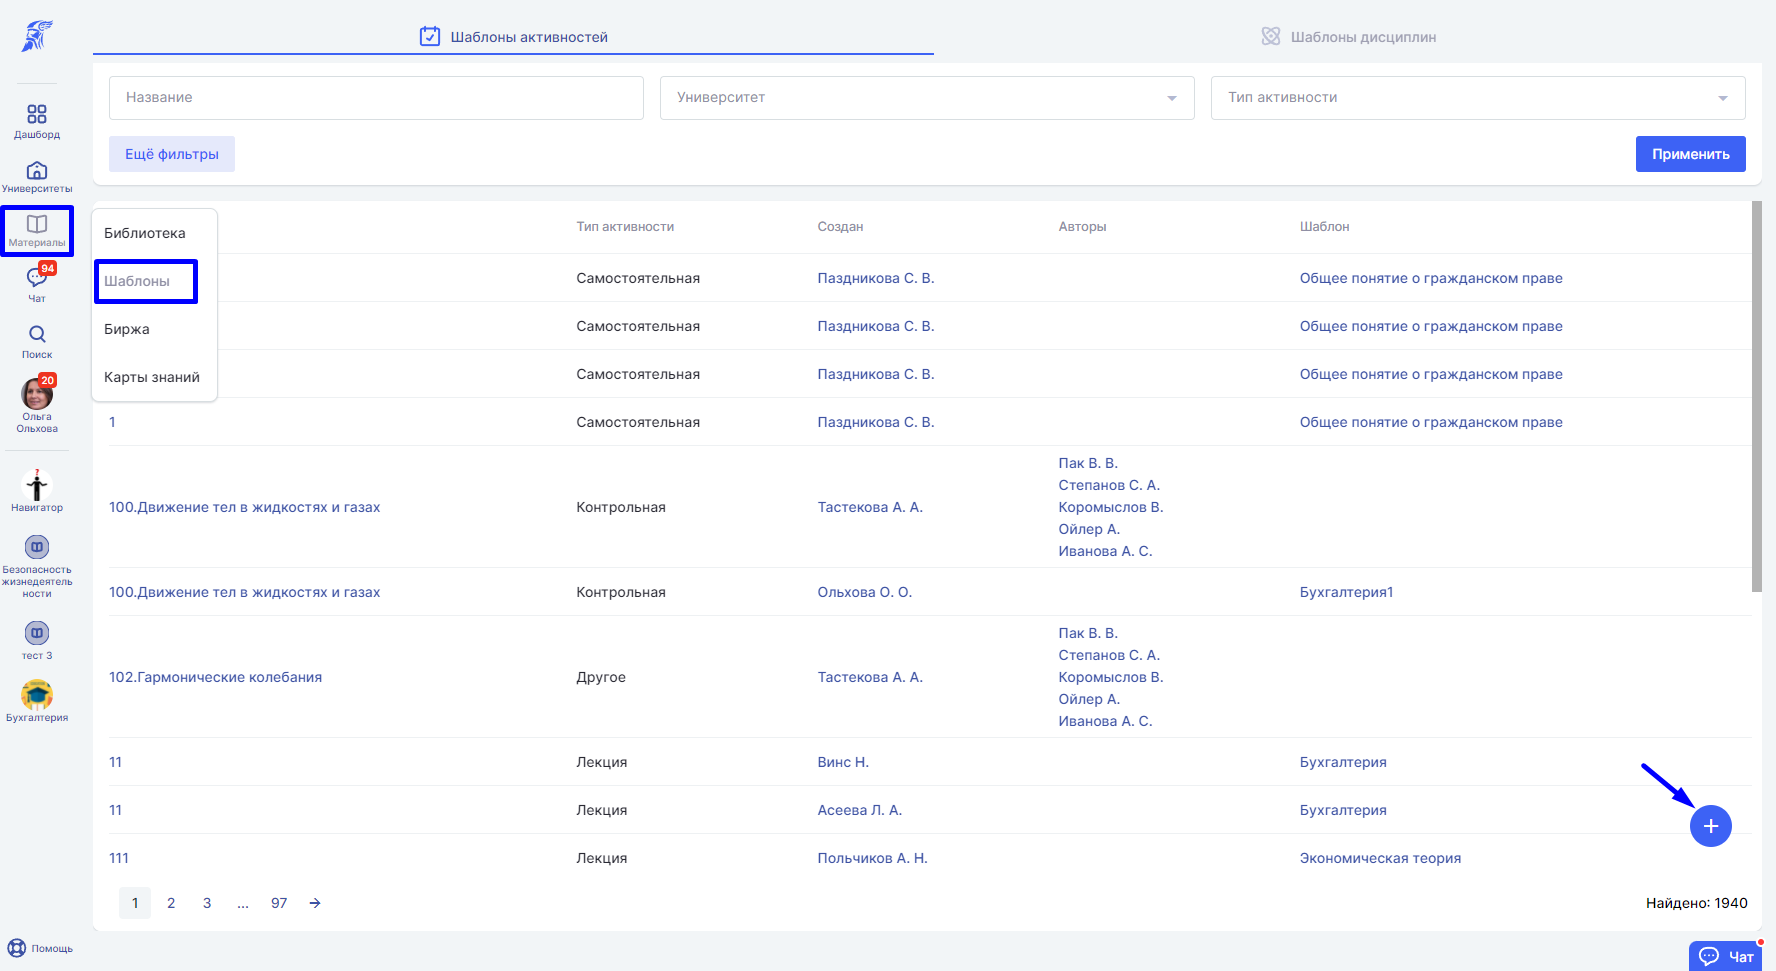 Шаблоны активностей
Шаблоны дисциплин
Название
Университет
Тип активности
Ещё фильтры
Применить
Дашборд
Университеты
Материалы
94
Чат
Поиск
20
Ольга
Ольхова
Навигатор
Безопасность
жизнедеятель
ности
тест 3
Бухгалтерия
Помощь
Библиотека
Шаблоны
Биржа
Карты знаний
Тип активности Создан Авторы Шаблон
Самостоятельная Паздникова С. В. Общее понятие о гражданском праве
Самостоятельная Паздникова С. В. Общее понятие о гражданском праве
Самостоятельная Паздникова С. В. Общее понятие о гражданском праве
1 Самостоятельная Паздникова С. В. Общее понятие о гражданском праве
Пак В. В.
Степанов С. А.
100.Движение тел в жидкостях и газах Контрольная Тастекова А. А. Коромыслов В.
Ойлер А.
Иванова А. С.
100.Движение тел в жидкостях и газах Контрольная Ольхова О. О. Бухгалтерия1
Пак В. В.
Степанов С. А.
102.Гармонические колебания Другое Тастекова А. А. Коромыслов В.
Ойлер А.
Иванова А. С.
11 Лекция Винс Н. Бухгалтерия
11 Лекция Асеева Л. А. Бухгалтерия
111 Лекция Польчиков А. Н. Экономическая теория
1 2 3 ... 97 →
Найдено: 1940
Чат